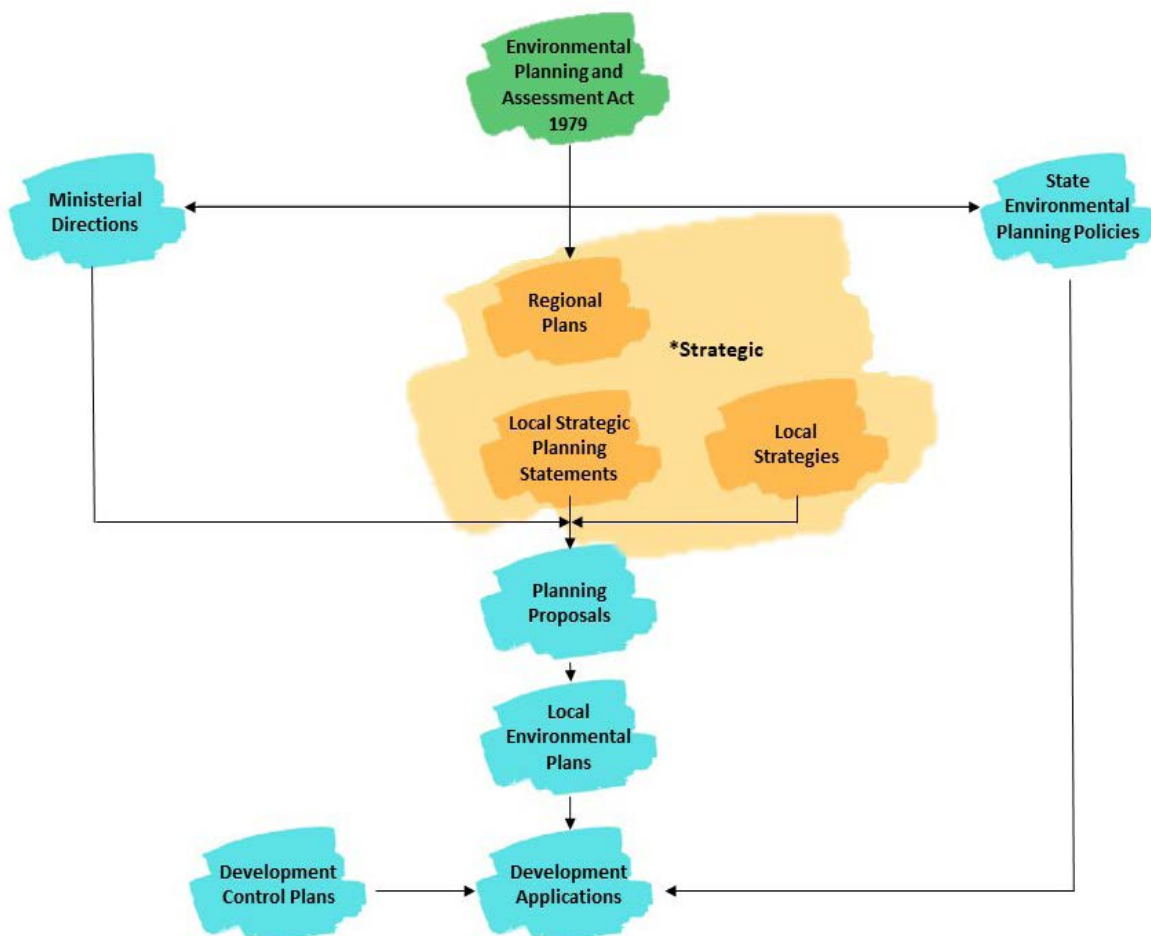 Environmental
Planning and
Assessment Act
1979
Ministerial
Directions
State
Environmental
Planning Policies
Regional
Plans
*Strategic
Local Strategic
Planning
Statements
Local
Strategies
Planning
Proposals
Local
Environmental
Plans
Development
Control Plans
Development
Applications